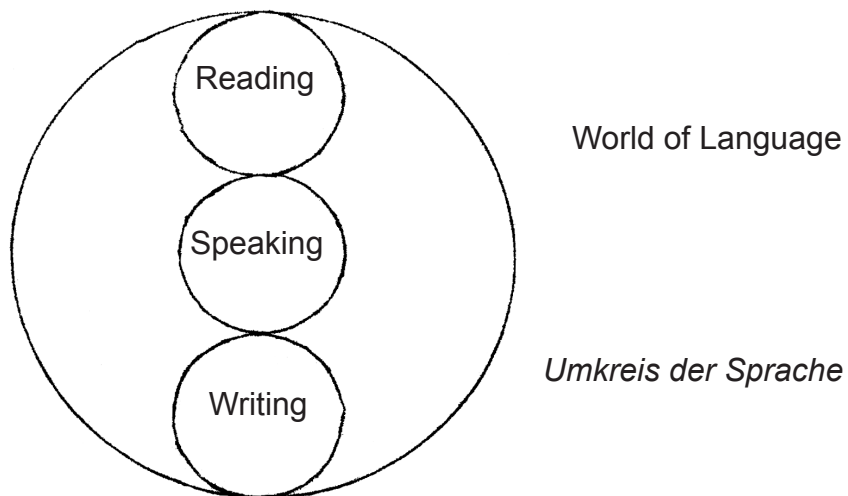 Reading
World of Language
Speaking
Umkreis der Sprache
Writing